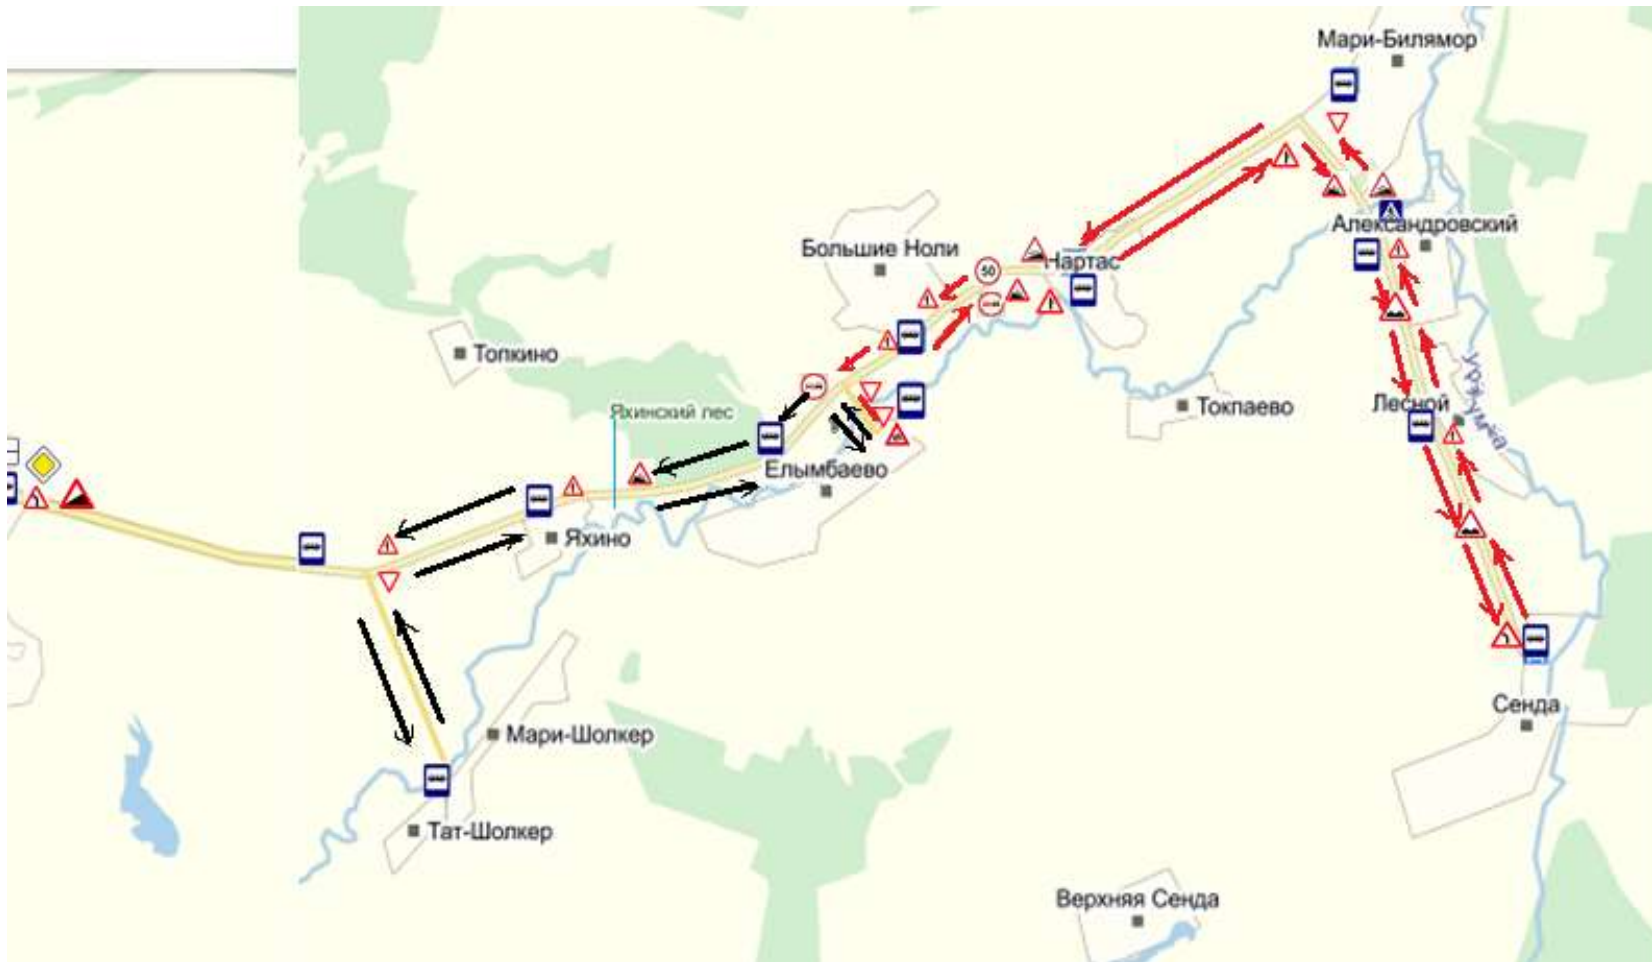 Мари-Билямор
Александровский
Большие Ноли
50
Нартас
Топкино
Яхинский лес
Токпаево
Лесной
Елымбаево
Яхино
Сенда
Мари-Шолкер
Тат-Шолкер
Верхняя Сенда